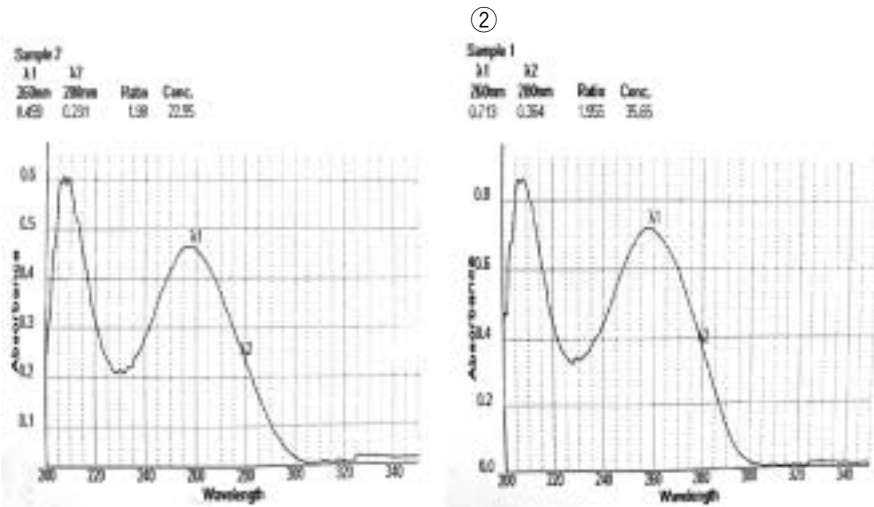 ②
Sample 2
λ1 λ2
260nm 280nm Ratio Conc.
0.459 0.231 1.98 22.95
0.6
0.5
0.4
0.3
0.2
0.1
Absorbance
λ1
λ2
200 220 240 260 280 300 320 340
Wavelength
Sample 1
λ1 λ2
260nm 280nm Ratio Conc.
0.713 0.364 1.955 35.65
0.8
0.6
0.4
0.2
0.0
Absorbance
λ1
λ2
200 220 240 260 280 300 320 340
Wavelength